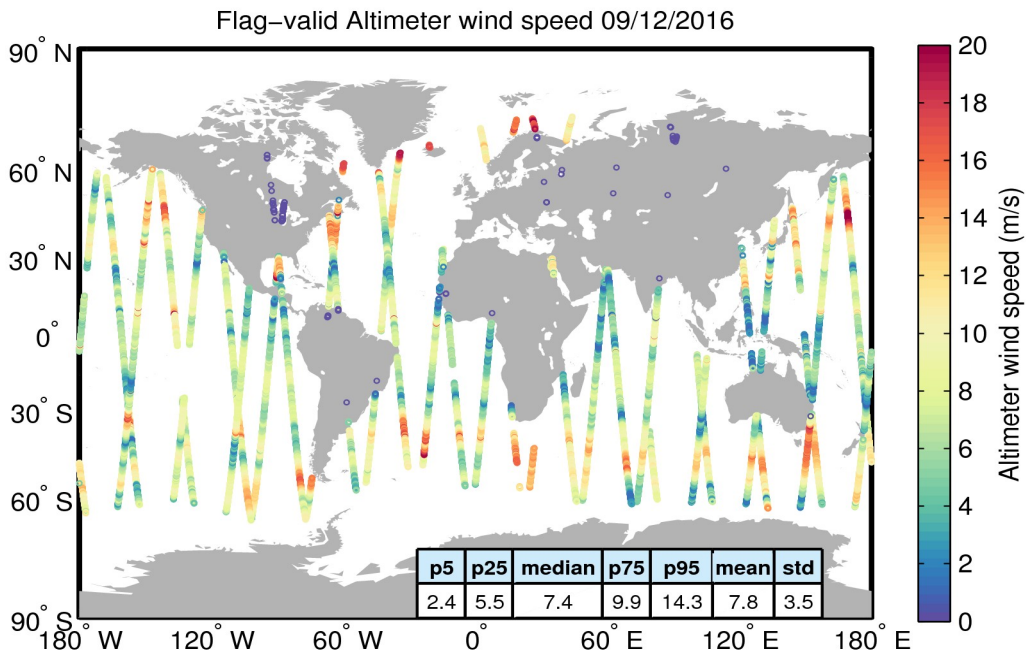 Flag−valid Altimeter wind speed 09/12/2016
90° N
60° N
30° N
0°
30° S
60° S
90° S
180° W
120° W
60° W
0°
60° E
120° E
180° E
p5 p25 median p75 p95 mean std
2.4 5.5 7.4 9.9 14.3 7.8 3.5
20
18
16
14
12
10
8
6
4
2
0
Altimeter wind speed (m/s)